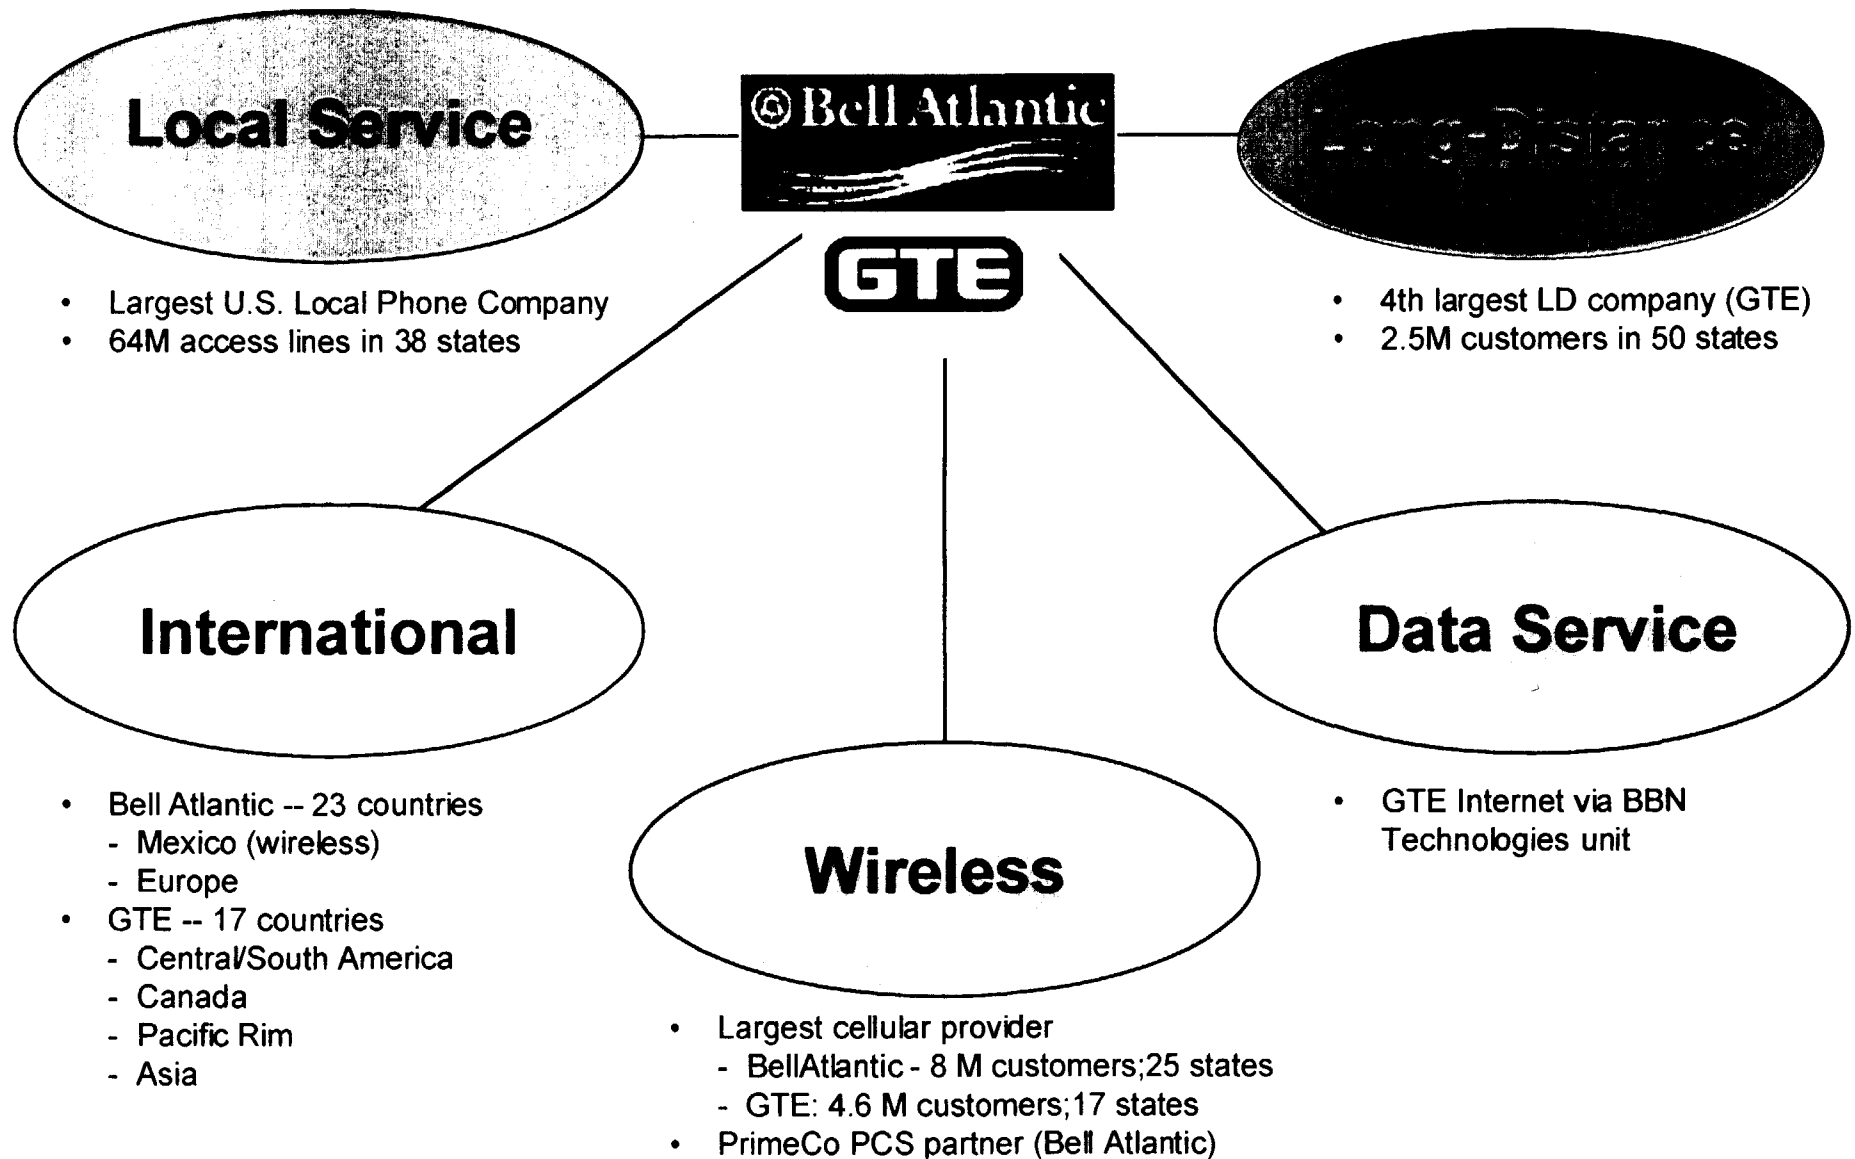 Local Service
Bell Atlantic
Long-Distance
GTE
• Largest U.S. Local Phone Company
• 64M access lines in 38 states
• 4th largest LD company (GTE)
• 2.5M customers in 50 states
International
Data Service
Wireless
• Bell Atlantic -- 23 countries
- Mexico (wireless)
- Europe
• GTE -- 17 countries
- Central/South America
- Canada
- Pacific Rim
- Asia
• GTE Internet via BBN
Technologies unit
• Largest cellular provider
- BellAtlantic - 8 M customers;25 states
- GTE: 4.6 M customers;17 states
• PrimeCo PCS partner (Bell Atlantic)